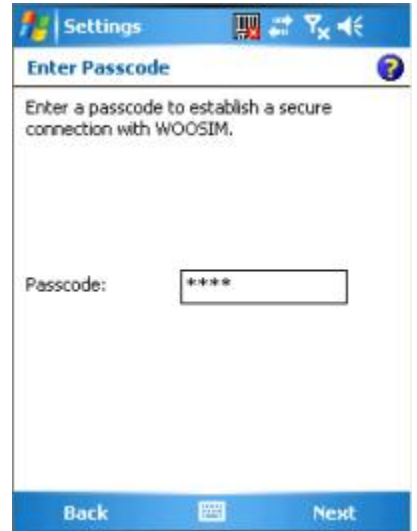 Settings
Enter Passcode
Enter a passcode to establish a secure
connection with WOOSIM.
Passcode: ****
Back Next